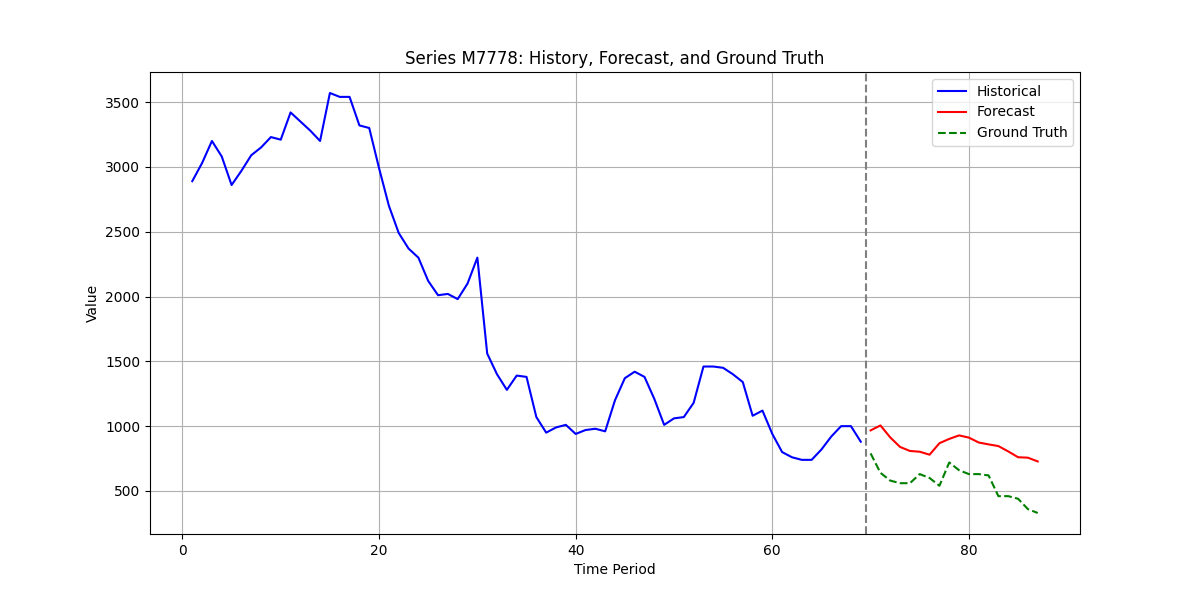 Series M7778: History, Forecast, and Ground Truth
Historical
Forecast
Ground Truth
Value
3500
3000
2500
2000
1500
1000
500
0
20
40
60
80
Time Period